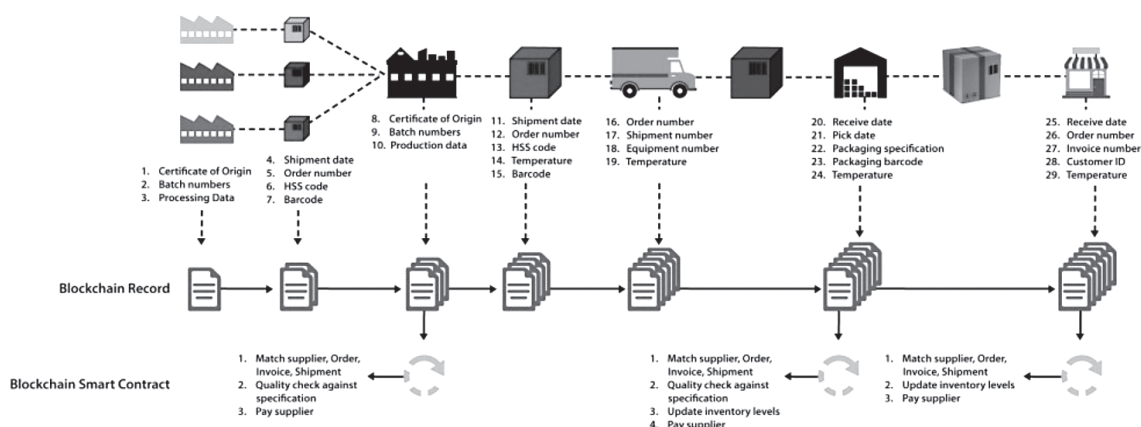 1. Certificate of Origin
2. Batch numbers
3. Processing Data
4. Shipment date
5. Order number
6. HSS code
7. Barcode
8. Certificate of Origin
9. Batch numbers
10. Production data
11. Shipment date
12. Order number
13. HSS code
14. Temperature
15. Barcode
16. Order number
17. Shipment number
18. Equipment number
19. Temperature
20. Receive date
21. Pick date
22. Packaging specification
23. Packaging barcode
24. Temperature
25. Receive date
26. Order number
27. Invoice number
28. Customer ID
29. Temperature
Blockchain Record
Blockchain Smart Contract
1. Match supplier, Order,
Invoice, Shipment
2. Quality check against
specification
3. Pay supplier
1. Match supplier, Order,
Invoice, Shipment
2. Quality check against
specification
3. Update inventory levels
4. Pay supplier
1. Match supplier, Order,
Invoice, Shipment
2. Update inventory levels
3. Pay supplier